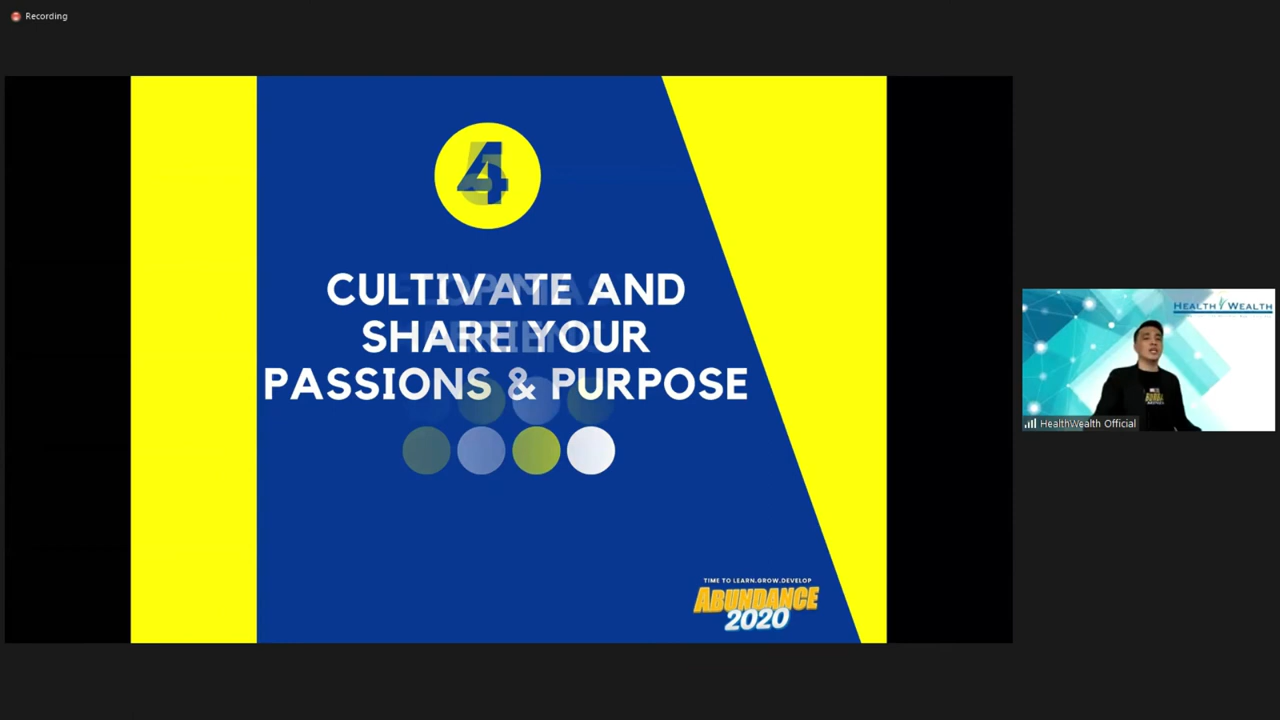 Recording
4
CULTIVATE AND
SHARE YOUR
PASSIONS & PURPOSE
TIME TO LEARN.GROW.DEVELOP
ABUNDANCE
2020
HEALTH WEALTH
HealthWealth Official